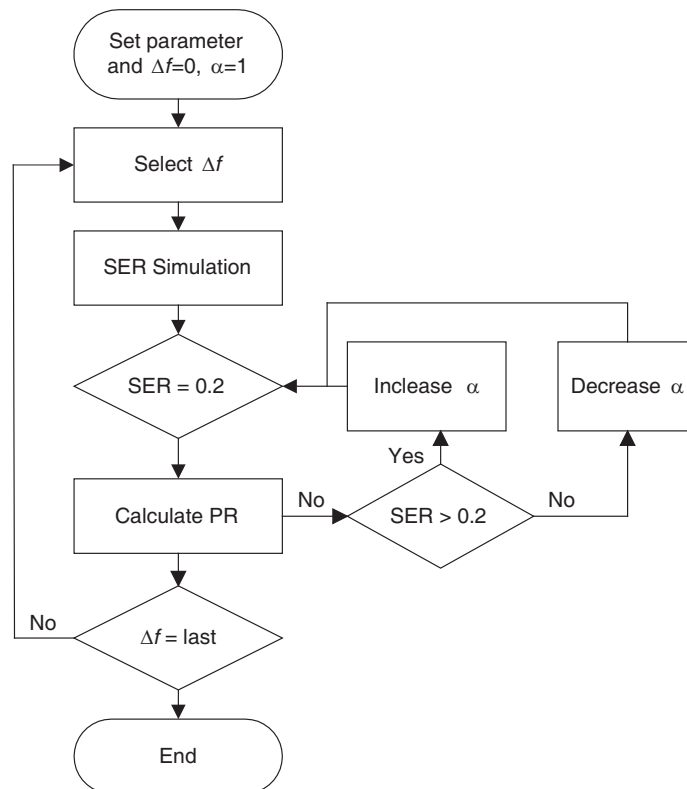 Set parameter
and Δf=0, α=1
Select Δf
SER Simulation
SER = 0.2
Inclease α
Decrease α
Yes
Calculate PR
No
SER > 0.2
No
No
Δf = last
End